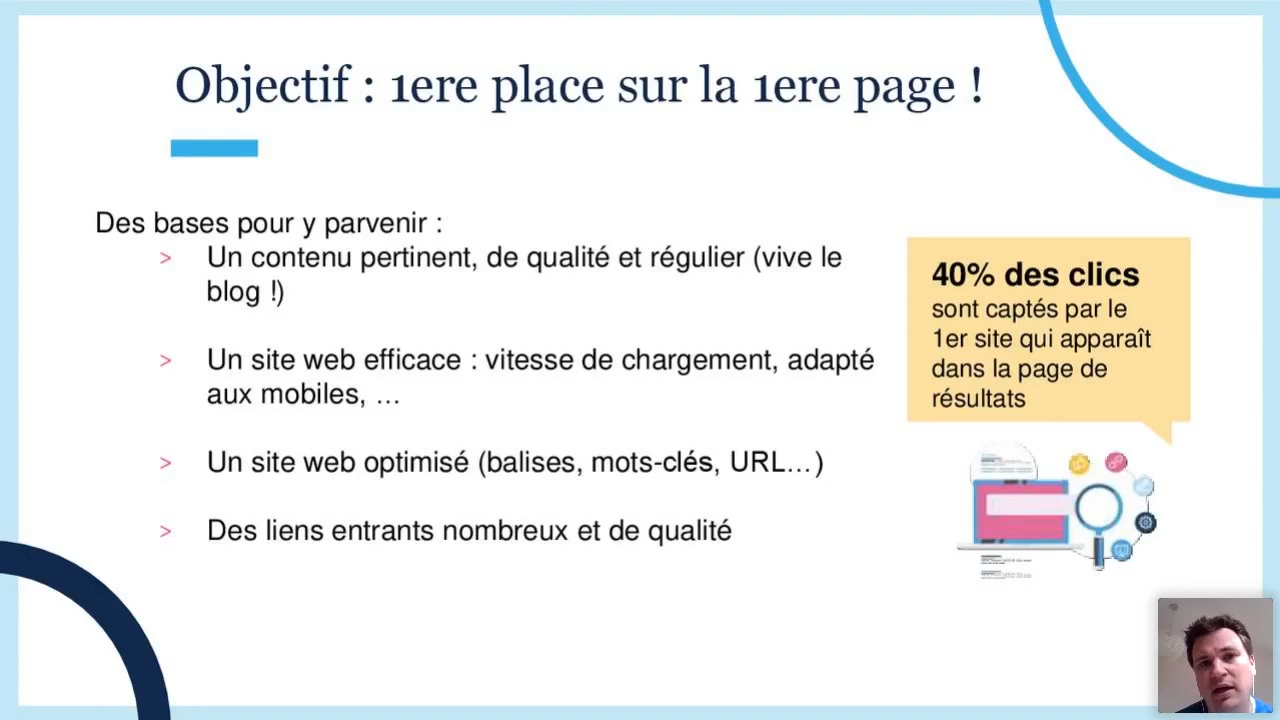 Objectif : 1ere place sur la 1ere page !
Des bases pour y parvenir :
> Un contenu pertinent, de qualité et régulier (vive le
blog !)
> Un site web efficace : vitesse de chargement, adapté
aux mobiles, …
> Un site web optimisé (balises, mots-clés, URL…)
> Des liens entrants nombreux et de qualité
40% des clics
sont captés par le
1er site qui apparaît
dans la page de
résultats